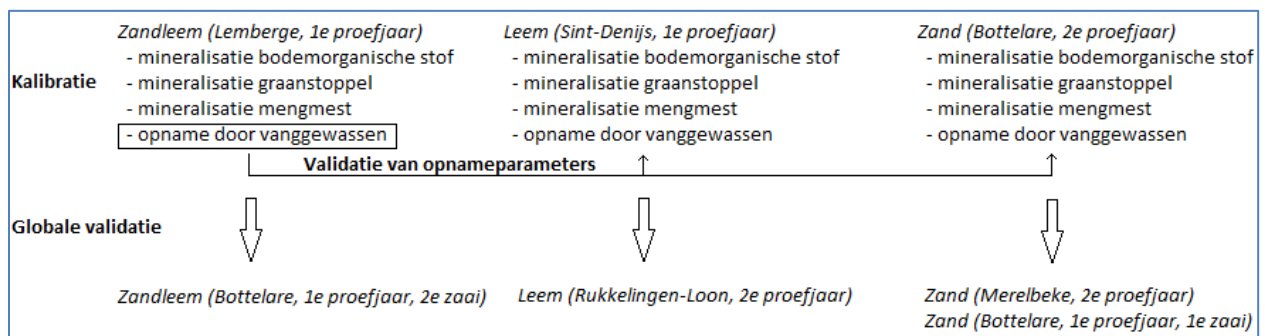 Zandleem (Lemberge, 1e proefjaar)
- mineralisatie bodemorganische stof
- mineralisatie graanstoppel
- mineralisatie mengmest
- opname door vanggewassen
Leem (Sint-Denijs, 1e proefjaar)
- mineralisatie bodemorganische stof
- mineralisatie graanstoppel
- mineralisatie mengmest
- opname door vanggewassen
Zand (Bottelare, 2e proefjaar)
- mineralisatie bodemorganische stof
- mineralisatie graanstoppel
- mineralisatie mengmest
- opname door vanggewassen
Kalibratie
Validatie van opnameparameters
Globale validatie
Zandleem (Bottelare, 1e proefjaar, 2e zaai)
Leem (Rukkelingen-Loon, 2e proefjaar)
Zand (Merelbeke, 2e proefjaar)
Zand (Bottelare, 1e proefjaar, 1e zaai)